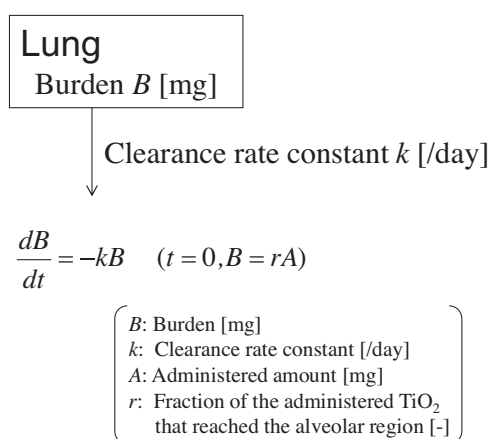 Lung
Burden B [mg]
Clearance rate constant k [/day]
dB/dt = −kB (t = 0, B = rA)
B: Burden [mg]
k: Clearance rate constant [/day]
A: Administered amount [mg]
r: Fraction of the administered TiO₂
that reached the alveolar region [-]